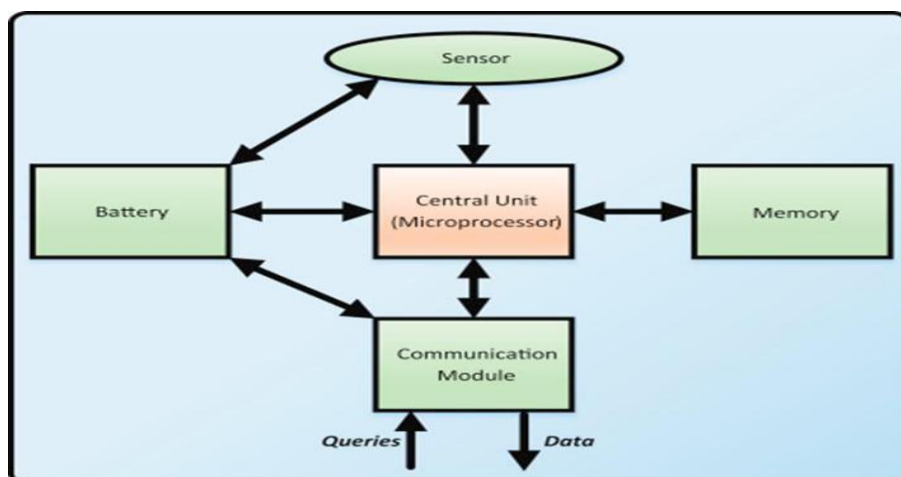 Sensor
Battery
Central Unit
(Microprocessor)
Memory
Communication
Module
Queries
Data